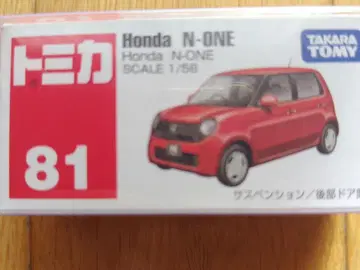 トミカ
Honda N-ONE
Honda N-ONE
SCALE 1/56
TAKARA
TOMY
81
サスペンション/後部ドア